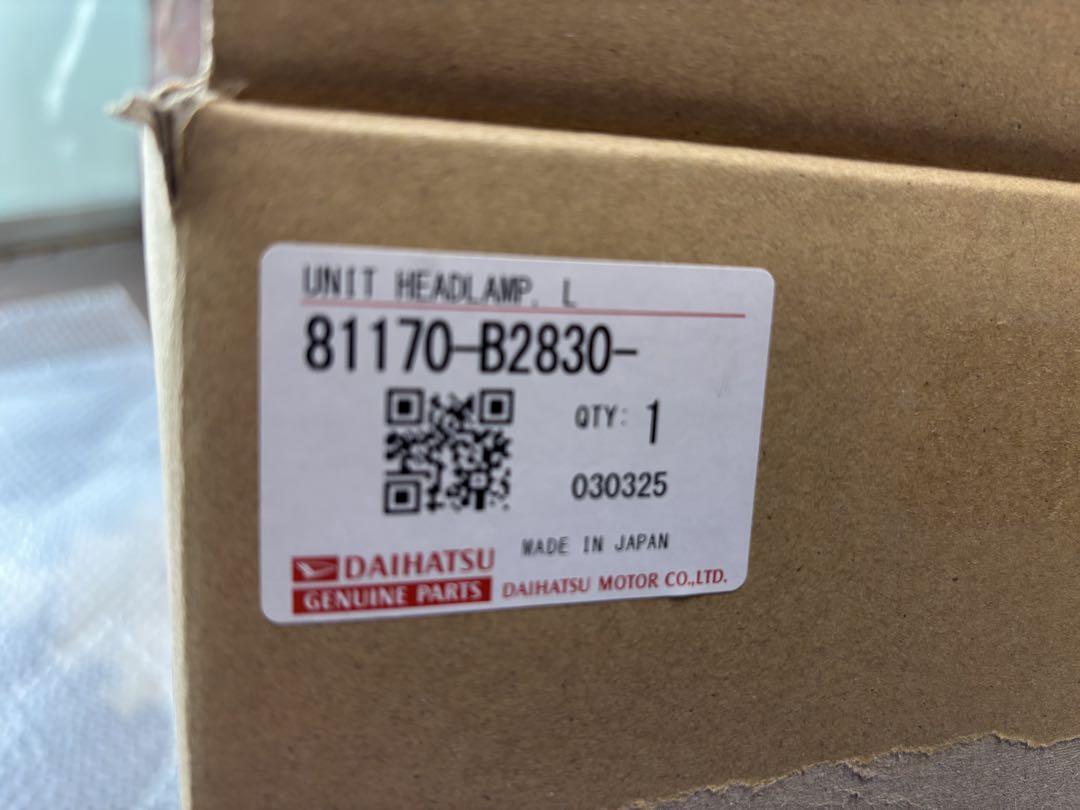 UNIT HEADLAMP, L
81170-B2830-
QTY: 1
030325
MADE IN JAPAN
DAIHATSU
GENUINE PARTS
DAIHATSU MOTOR CO.,LTD.